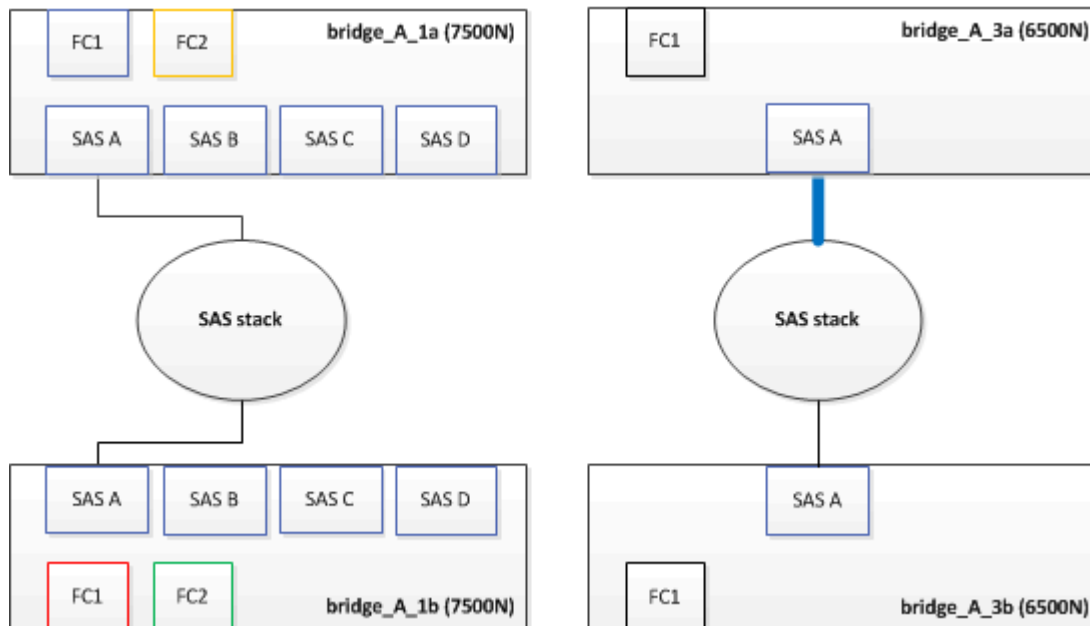 bridge_A_1a (7500N)
FC1
FC2
SAS A
SAS B
SAS C
SAS D
SAS stack
SAS A
SAS B
SAS C
SAS D
FC1
FC2
bridge_A_1b (7500N)
bridge_A_3a (6500N)
FC1
SAS A
SAS stack
SAS A
FC1
bridge_A_3b (6500N)